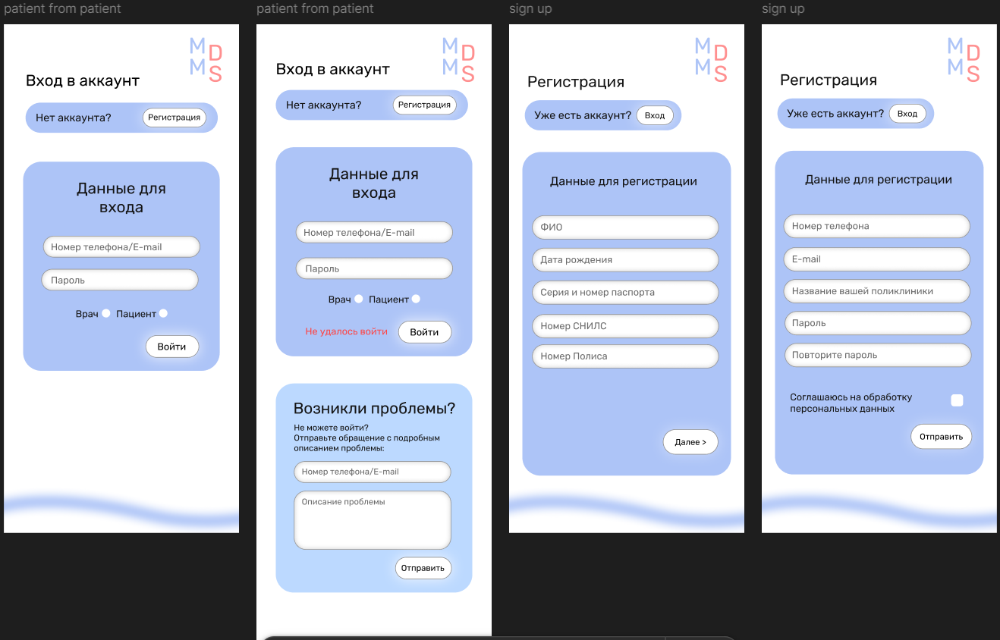 patient from patient
M
D
M
S
Вход в аккаунт
Нет аккаунта?
Регистрация
Данные для
входа
Номер телефона/E-mail
Пароль
Врач
Пациент
Войти
patient from patient
M
D
M
S
Вход в аккаунт
Нет аккаунта?
Регистрация
Данные для
входа
Номер телефона/E-mail
Пароль
Врач
Пациент
Не удалось войти
Войти
Возникли проблемы?
Не можете войти?
Отправьте обращение с подробным
описанием проблемы:
Номер телефона/E-mail
Описание проблемы
Отправить
sign up
M
D
M
S
Регистрация
Уже есть аккаунт?
Вход
Данные для регистрации
ФИО
Дата рождения
Серия и номер паспорта
Номер СНИЛС
Номер Полиса
Далее >
sign up
M
D
M
S
Регистрация
Уже есть аккаунт?
Вход
Данные для регистрации
Номер телефона
E-mail
Название вашей поликлиники
Пароль
Повторите пароль
Соглашаюсь на обработку
персональных данных
Отправить